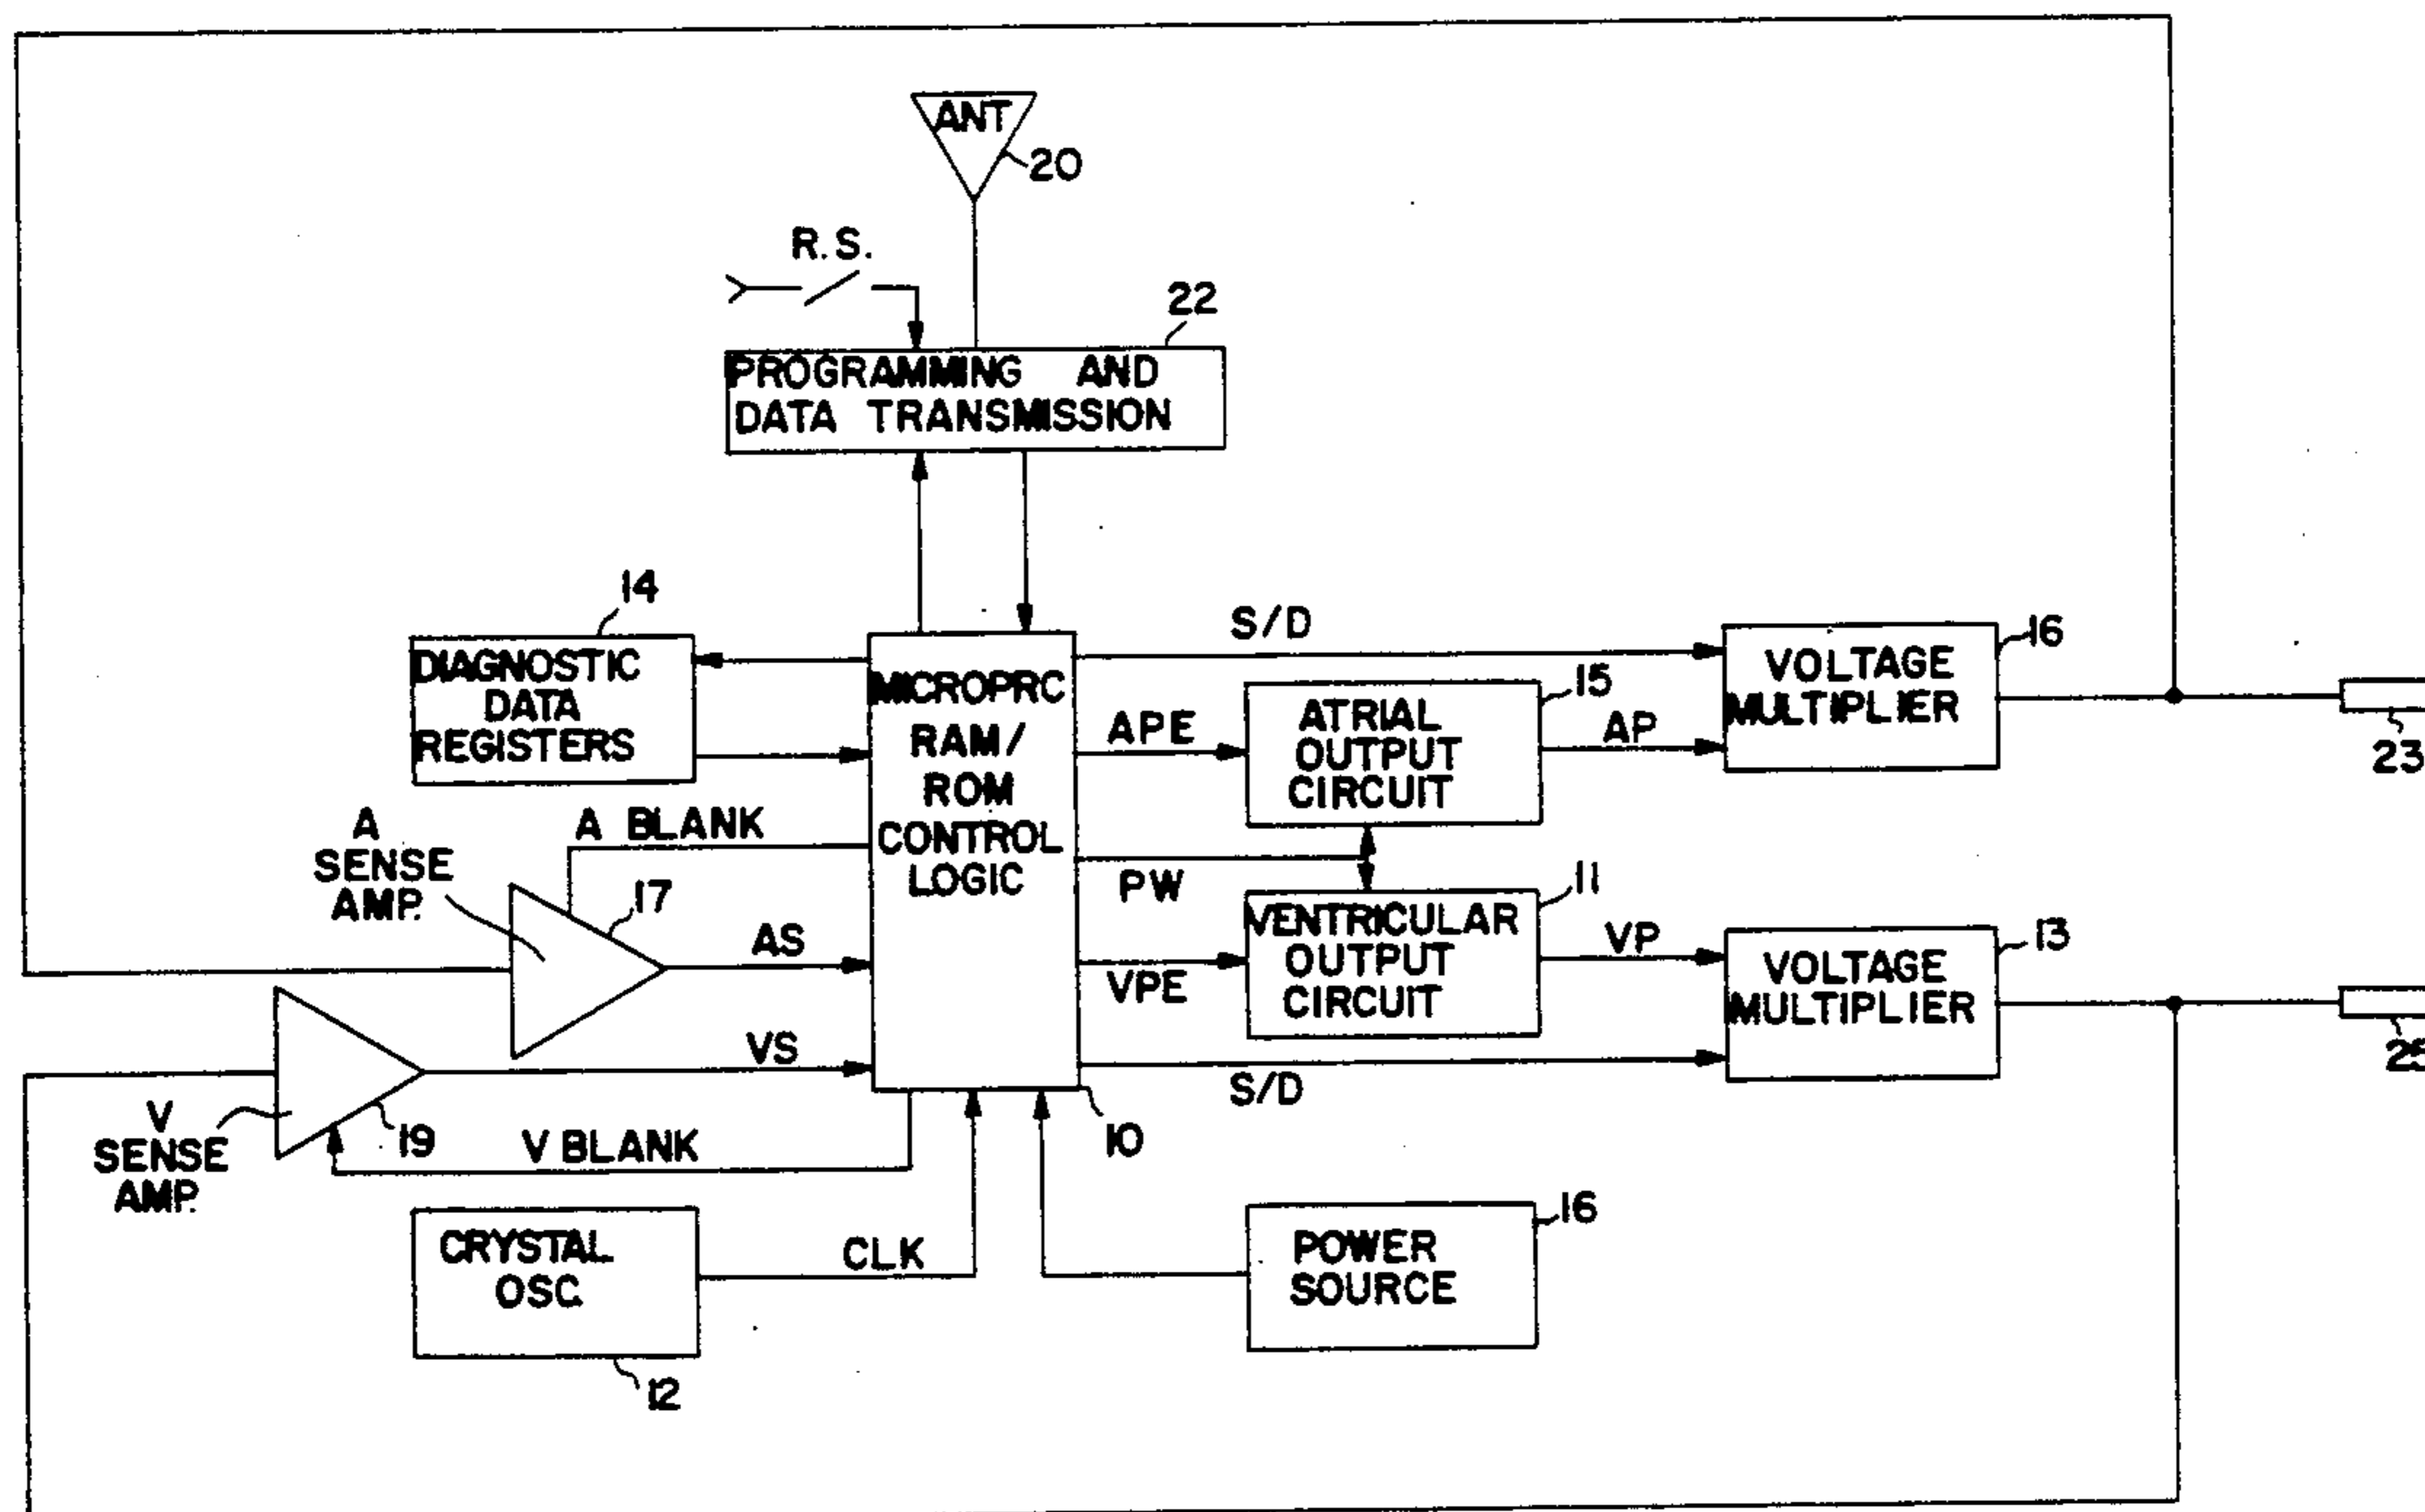 ANT
20
R.S.
22
PROGRAMMING AND
DATA TRANSMISSION
14
DIAGNOSTIC
DATA
REGISTERS
MICROPRC
RAM/
ROM
CONTROL
LOGIC
10
S/D
APE
15
ATRIAL
OUTPUT
CIRCUIT
AP
16
VOLTAGE
MULTIPLIER
23
A BLANK
A
SENSE
AMP.
17
AS
PW
11
VENTRICULAR
OUTPUT
CIRCUIT
VPE
VP
13
VOLTAGE
MULTIPLIER
S/D
VS
V
SENSE
AMP.
19
V BLANK
CRYSTAL
OSC.
12
CLK
16
POWER
SOURCE